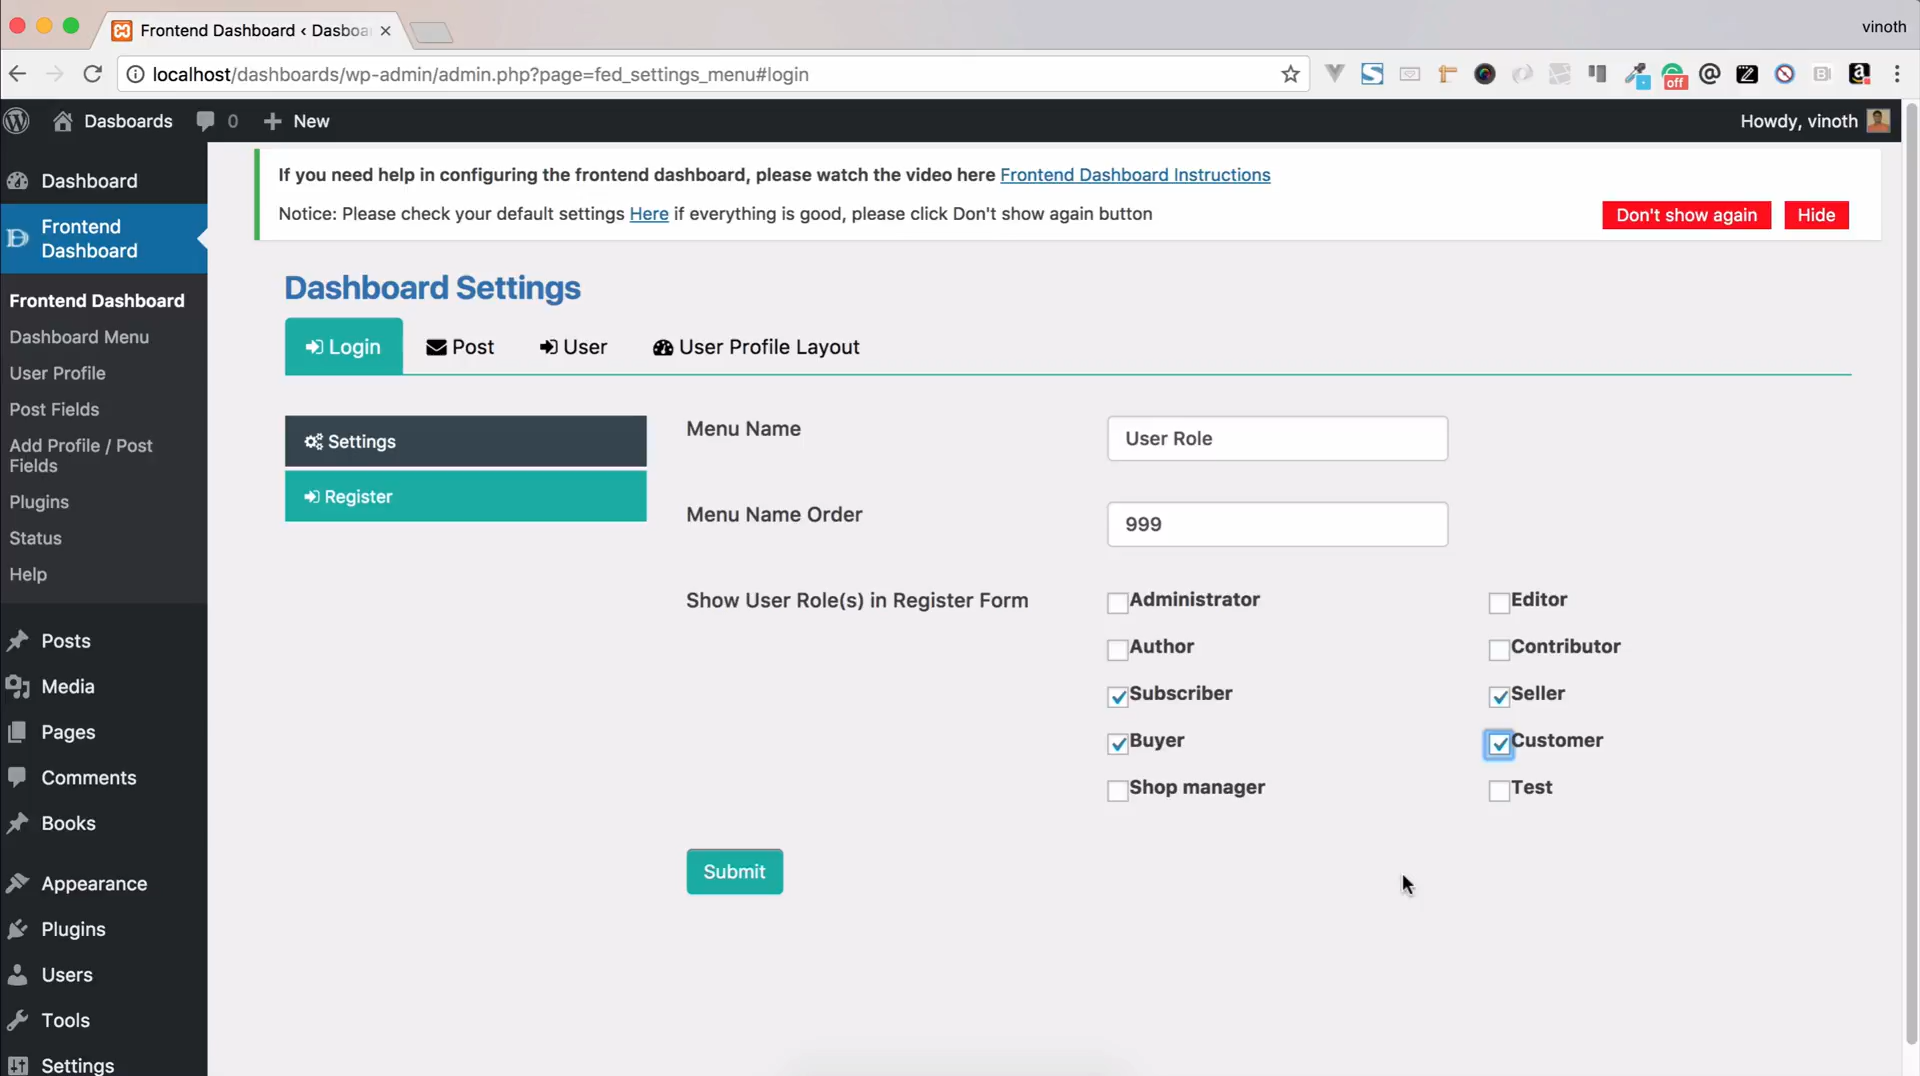 Frontend Dashboard ‹ Dasboa
vinoth
localhost/dashboards/wp-admin/admin.php?page=fed_settings_menu#login
off
Dasboards
0
New
Howdy, vinoth
Dashboard
Frontend
Dashboard
Frontend Dashboard
Dashboard Menu
User Profile
Post Fields
Add Profile / Post
Fields
Plugins
Status
Help
Posts
Media
Pages
Comments
Books
Appearance
Plugins
Users
Tools
Settings
If you need help in configuring the frontend dashboard, please watch the video here Frontend Dashboard Instructions
Notice: Please check your default settings Here if everything is good, please click Don't show again button
Don't show again
Hide
Dashboard Settings
Login
Post
User
User Profile Layout
Settings
Register
Menu Name
User Role
Menu Name Order
999
Show User Role(s) in Register Form
Administrator
Editor
Author
Contributor
Subscriber
Seller
Buyer
Customer
Shop manager
Test
Submit